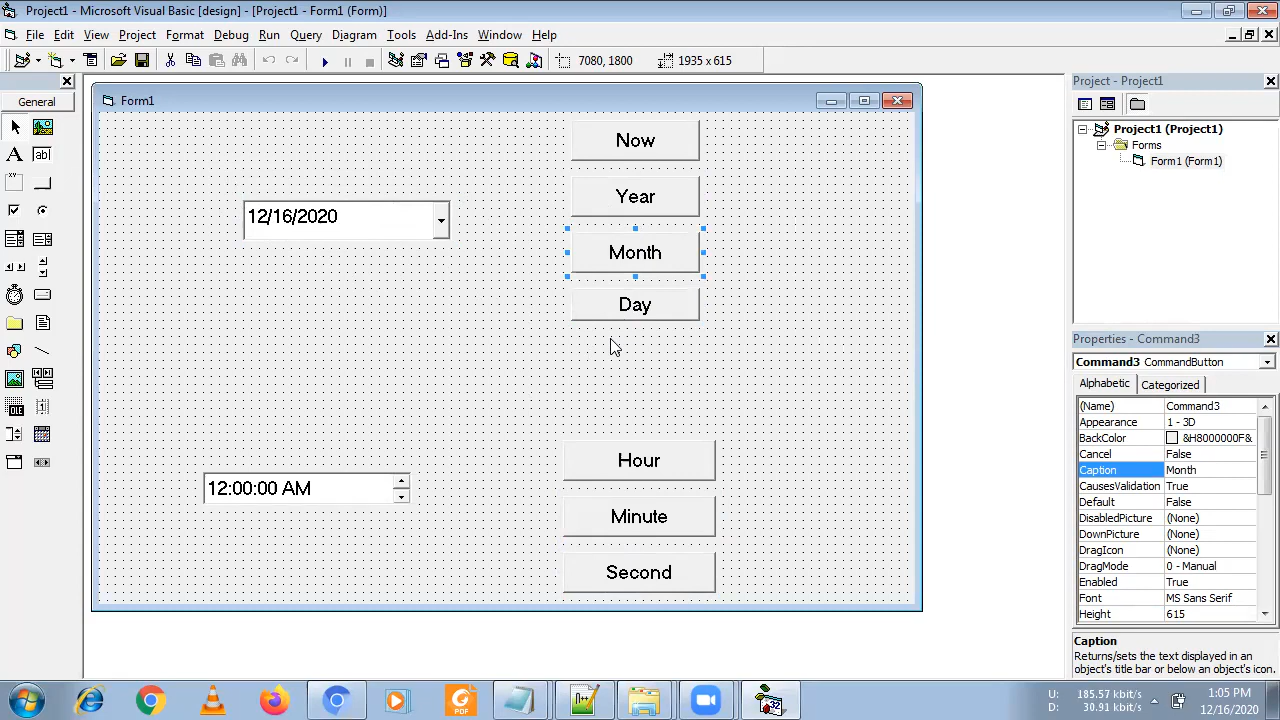 Project1 - Microsoft Visual Basic [design] - [Project1 - Form1 (Form)]
File Edit View Project Format Debug Run Query Diagram Tools Add-Ins Window Help
7080, 1800 1935 x 615
General
A
ab|
xv
OLE
Form1
12/16/2020
Now
Year
Month
Day
12:00:00 AM
Hour
Minute
Second
Project - Project1
Project1 (Project1)
Forms
Form1 (Form1)
Properties - Command3
Command3 CommandButton
Alphabetic Categorized
(Name) Command3
Appearance 1 - 3D
BackColor &H8000000F&
Cancel False
Caption Month
CausesValidation True
Default False
DisabledPicture (None)
DownPicture (None)
DragIcon (None)
DragMode 0 - Manual
Enabled True
Font MS Sans Serif
Height 615
Caption
Returns/sets the text displayed in an
object's title bar or below an object's icon.
PDF
32
U: 185.57 kbit/s
D: 30.91 kbit/s
1:05 PM
12/16/2020